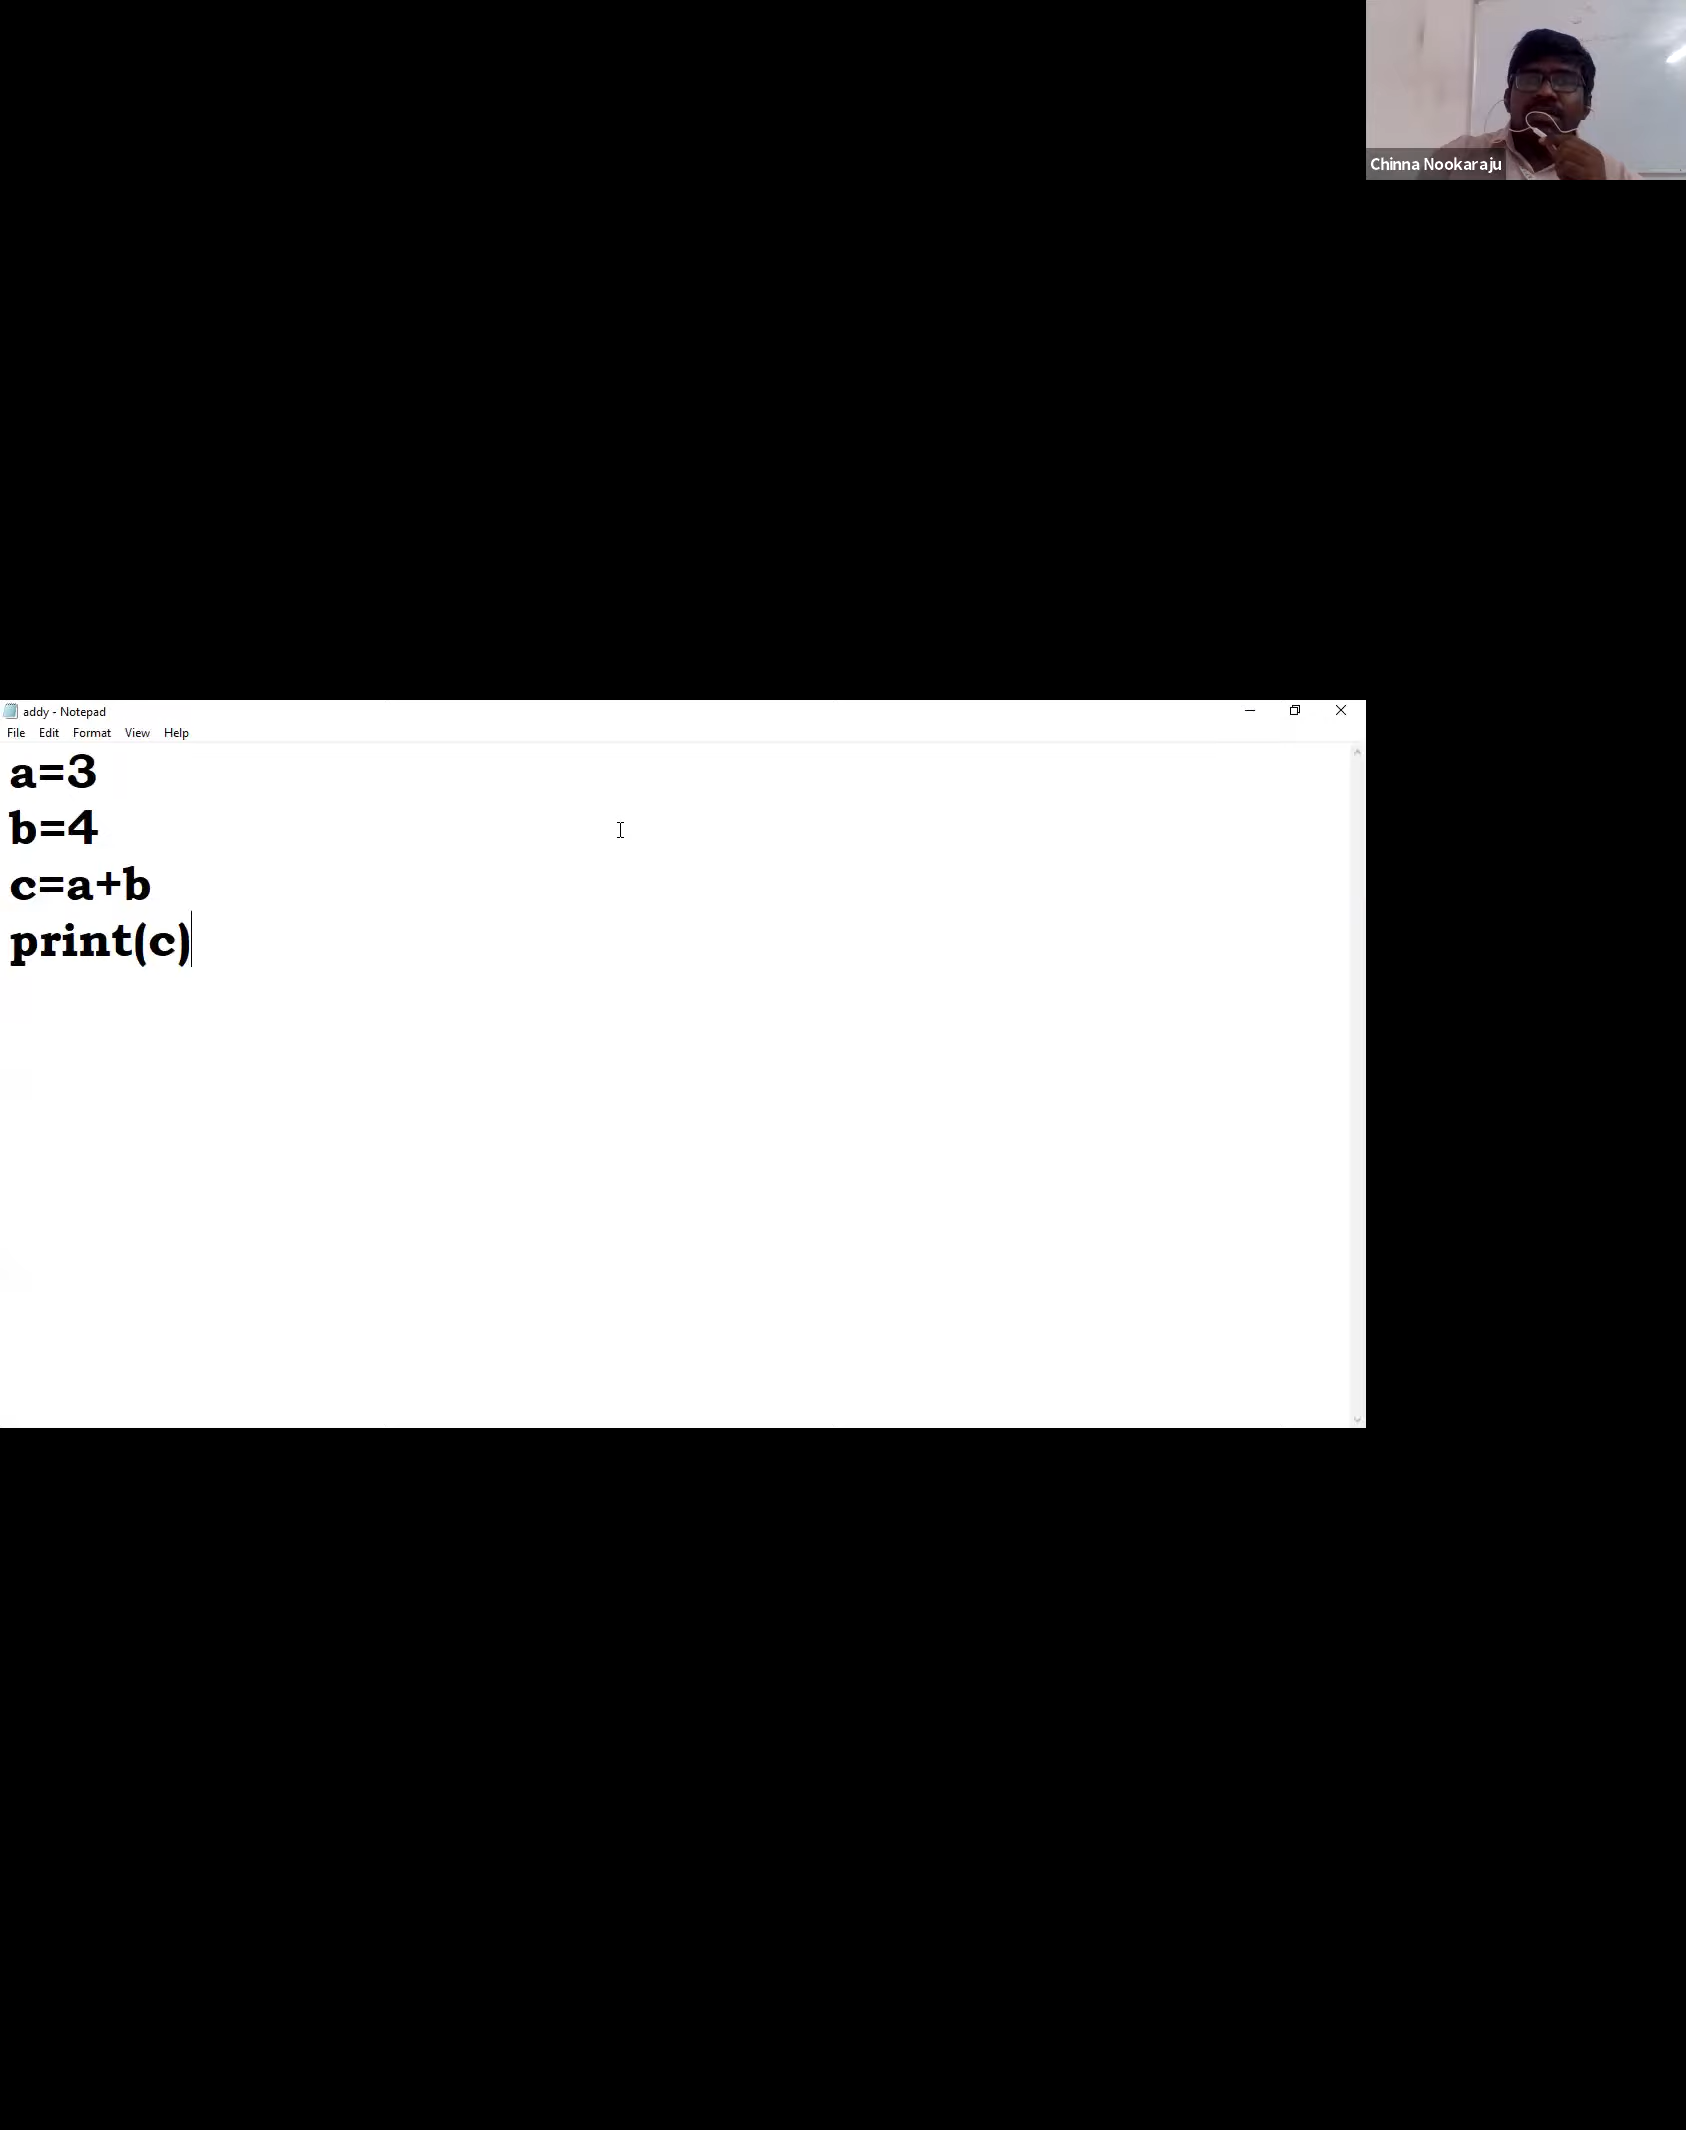 Chinna Nookaraju
addy - Notepad
File Edit Format View Help
a=3
b=4
c=a+b
print(c)